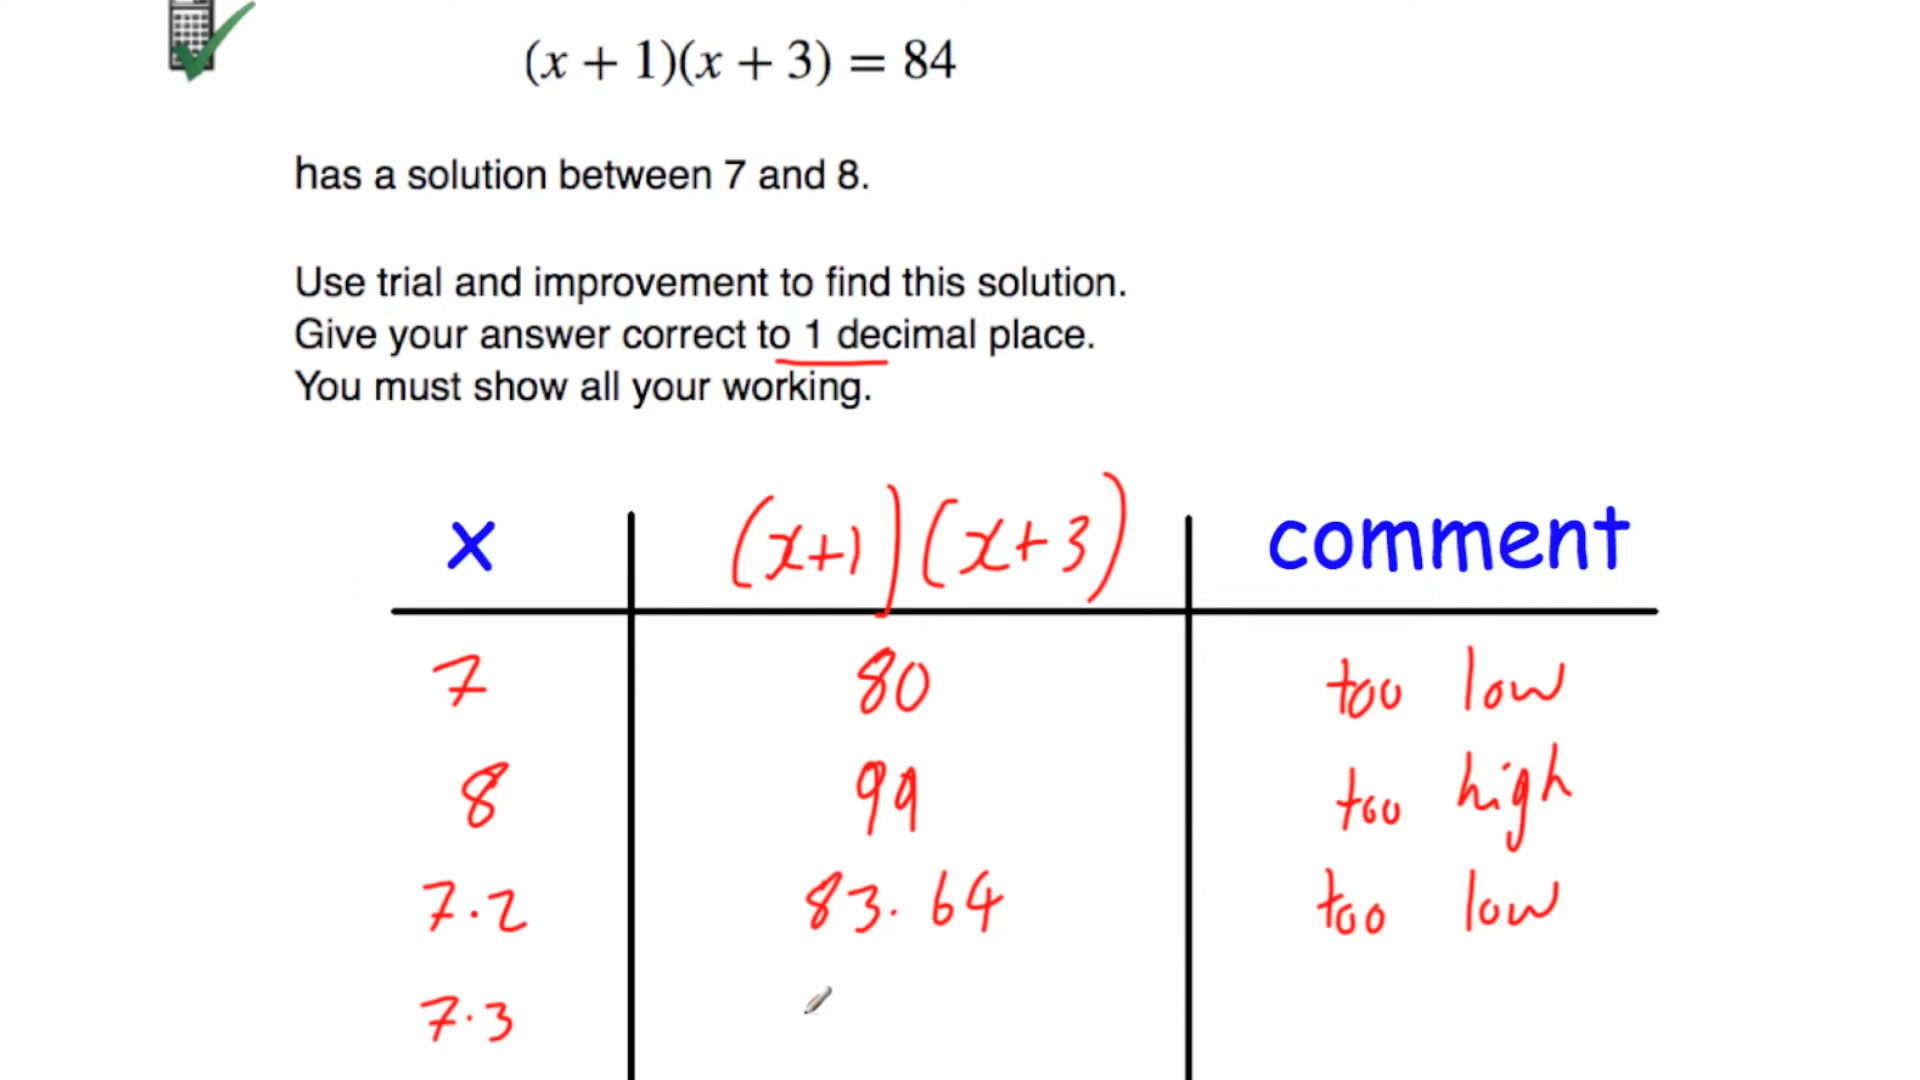 (x + 1)(x + 3) = 84
has a solution between 7 and 8.
Use trial and improvement to find this solution.
Give your answer correct to 1 decimal place.
You must show all your working.
x (x+1)(x+3) comment
7 80 too low
8 99 too high
7.2 83.64 too low
7.3